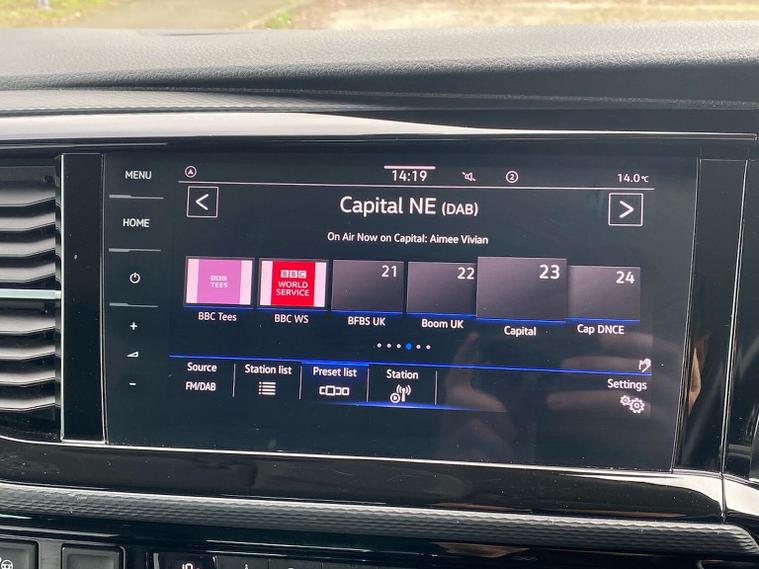 MENU
14:19
2
14.0°C
Capital NE (DAB)
HOME
On Air Now on Capital: Aimee Vivian
BBC
TEES
BBC
WORLD
SERVICE
21
22
23
24
BBC Tees
BBC WS
BFBS UK
Boom UK
Capital
Cap DNCE
+
-
Source
FM/DAB
Station list
Preset list
Station
Settings